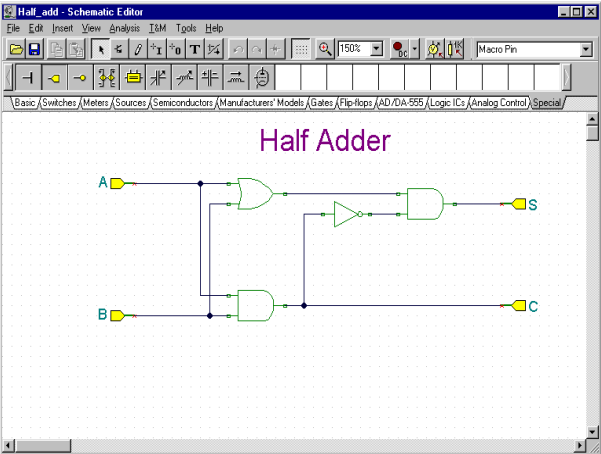 Half_add - Schematic Editor
File Edit Insert View Analysis T&M Tools Help
T 150% DC Macro Pin
Basic Switches Meters Sources Semiconductors Manufacturers' Models Gates Flip-flops AD/DA-555 Logic ICs Analog Control Special
Half Adder
A
S
B
C